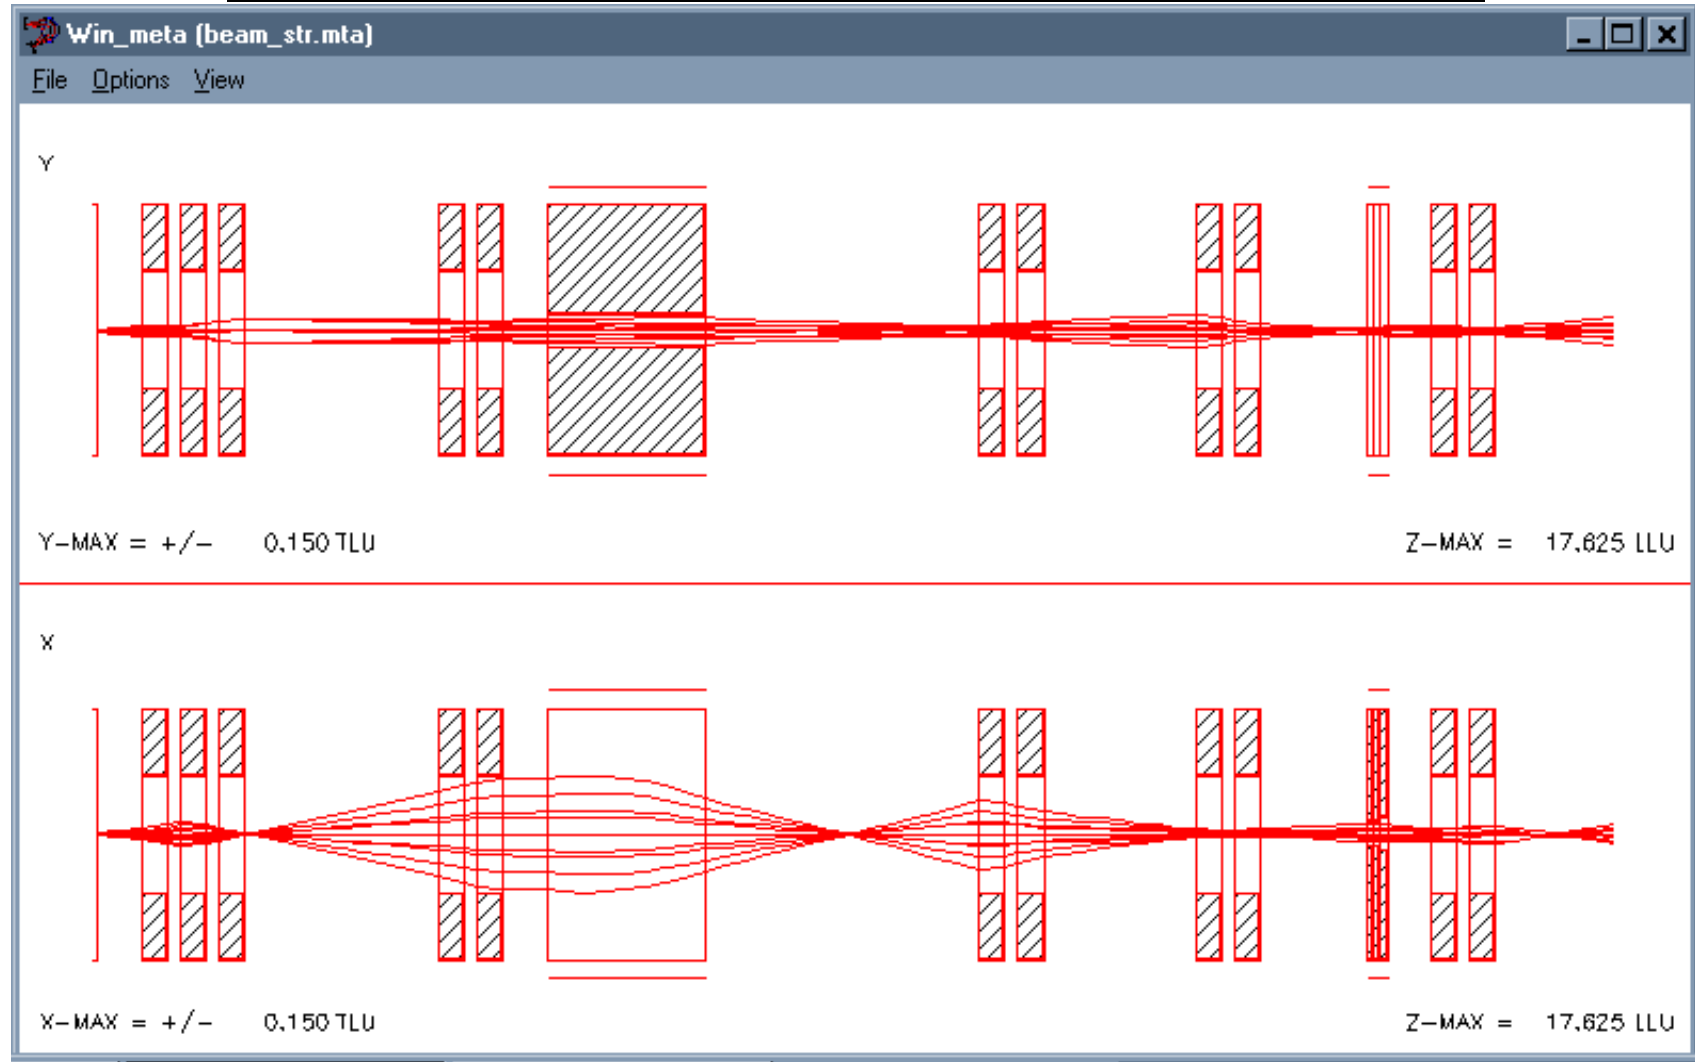 Win_meta (beam_str.mta)
File Options View
Y
Y-MAX = +/- 0.150 TLU Z-MAX = 17.625 LLU
X
X-MAX = +/- 0.150 TLU Z-MAX = 17.625 LLU